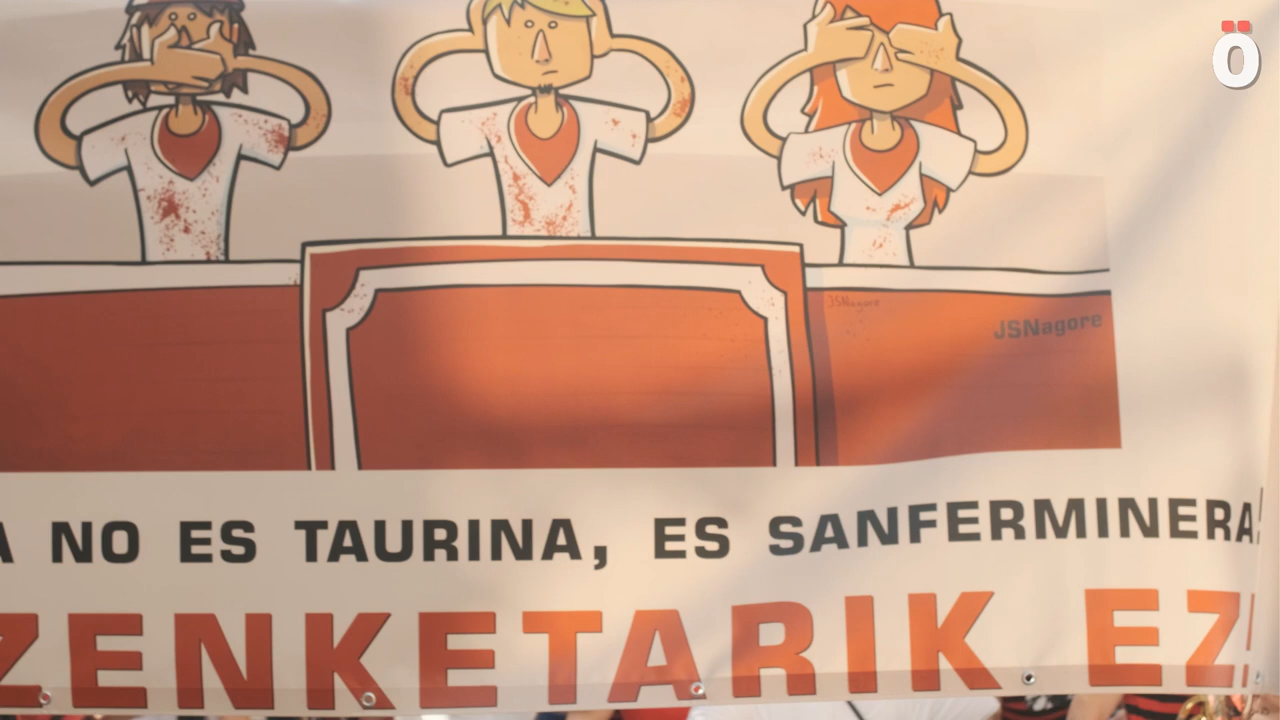 Ö
JSNagore
JSNagore
A NO ES TAURINA, ES SANFERMINERA!
ZENKETARIK EZ!